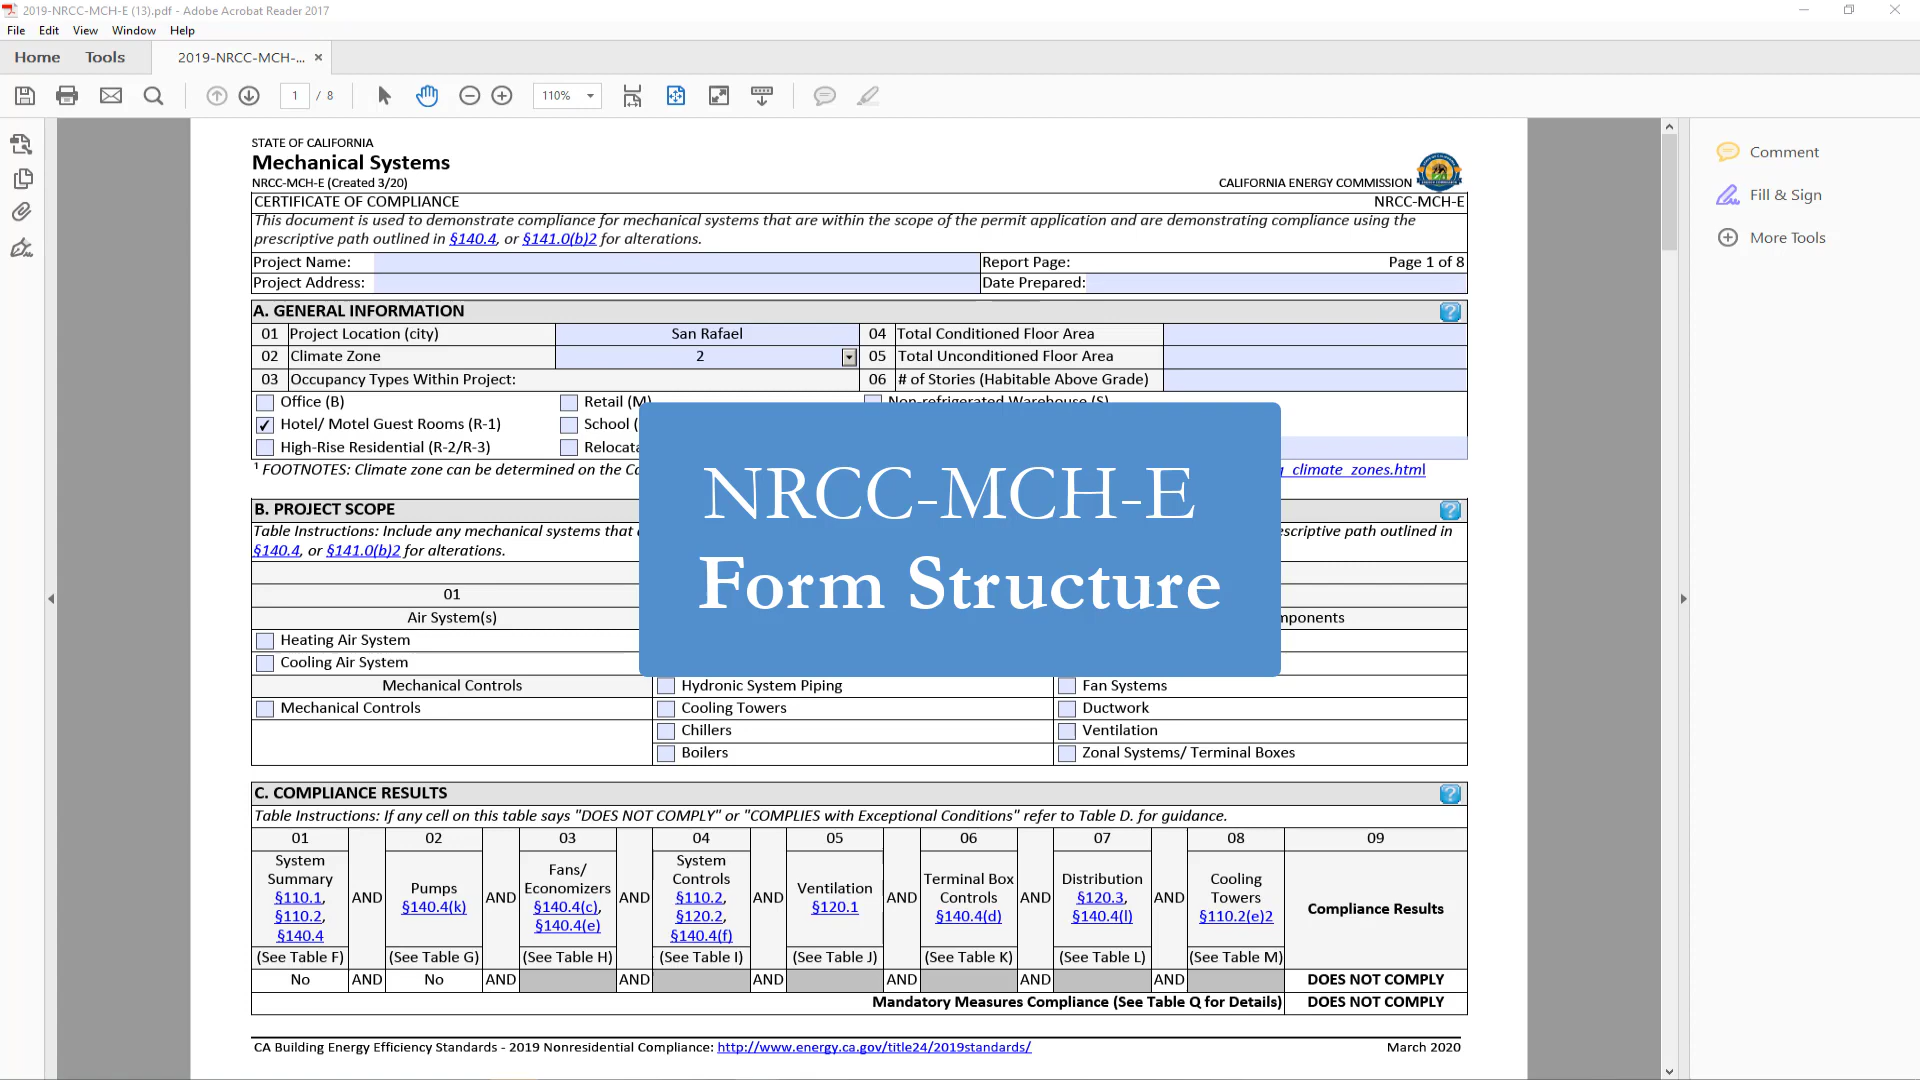 2019-NRCC-MCH-E (13).pdf - Adobe Acrobat Reader 2017
File Edit View Window Help
Home Tools 2019-NRCC-MCH-... ×
1 / 8 110%
Comment
Fill & Sign
More Tools
STATE OF CALIFORNIA
Mechanical Systems
NRCC-MCH-E (Created 3/20) CALIFORNIA ENERGY COMMISSION
CERTIFICATE OF COMPLIANCE NRCC-MCH-E
This document is used to demonstrate compliance for mechanical systems that are within the scope of the permit application and are demonstrating compliance using the
prescriptive path outlined in §140.4, or §141.0(b)2 for alterations.
Project Name: Report Page: Page 1 of 8
Project Address: Date Prepared:
A. GENERAL INFORMATION ?
01 Project Location (city) San Rafael 04 Total Conditioned Floor Area
02 Climate Zone 2 05 Total Unconditioned Floor Area
03 Occupancy Types Within Project: 06 # of Stories (Habitable Above Grade)
Office (B) Retail (M) Non-refrigerated Warehouse (S)
✓ Hotel/ Motel Guest Rooms (R-1) School (
High-Rise Residential (R-2/R-3) Relocata
¹ FOOTNOTES: Climate zone can be determined on the Ca climate_zones.html
NRCC-MCH-E
Form Structure
B. PROJECT SCOPE ?
Table Instructions: Include any mechanical systems that escriptive path outlined in
§140.4, or §141.0(b)2 for alterations.
01
Air System(s) mponents
Heating Air System
Cooling Air System
Mechanical Controls Hydronic System Piping Fan Systems
Mechanical Controls Cooling Towers Ductwork
Chillers Ventilation
Boilers Zonal Systems/ Terminal Boxes
C. COMPLIANCE RESULTS ?
Table Instructions: If any cell on this table says "DOES NOT COMPLY" or "COMPLIES with Exceptional Conditions" refer to Table D. for guidance.
01 02 03 04 05 06 07 08 09
System Summary §110.1, §110.2, §140.4 AND Pumps §140.4(k) AND Fans/ Economizers §140.4(c), §140.4(e) AND System Controls §110.2, §120.2, §140.4(f) AND Ventilation §120.1 AND Terminal Box Controls §140.4(d) AND Distribution §120.3, §140.4(l) AND Cooling Towers §110.2(e)2 Compliance Results
(See Table F) (See Table G) (See Table H) (See Table I) (See Table J) (See Table K) (See Table L) (See Table M)
No AND No AND AND AND AND AND AND DOES NOT COMPLY
Mandatory Measures Compliance (See Table Q for Details) DOES NOT COMPLY
CA Building Energy Efficiency Standards - 2019 Nonresidential Compliance: http://www.energy.ca.gov/title24/2019standards/ March 2020